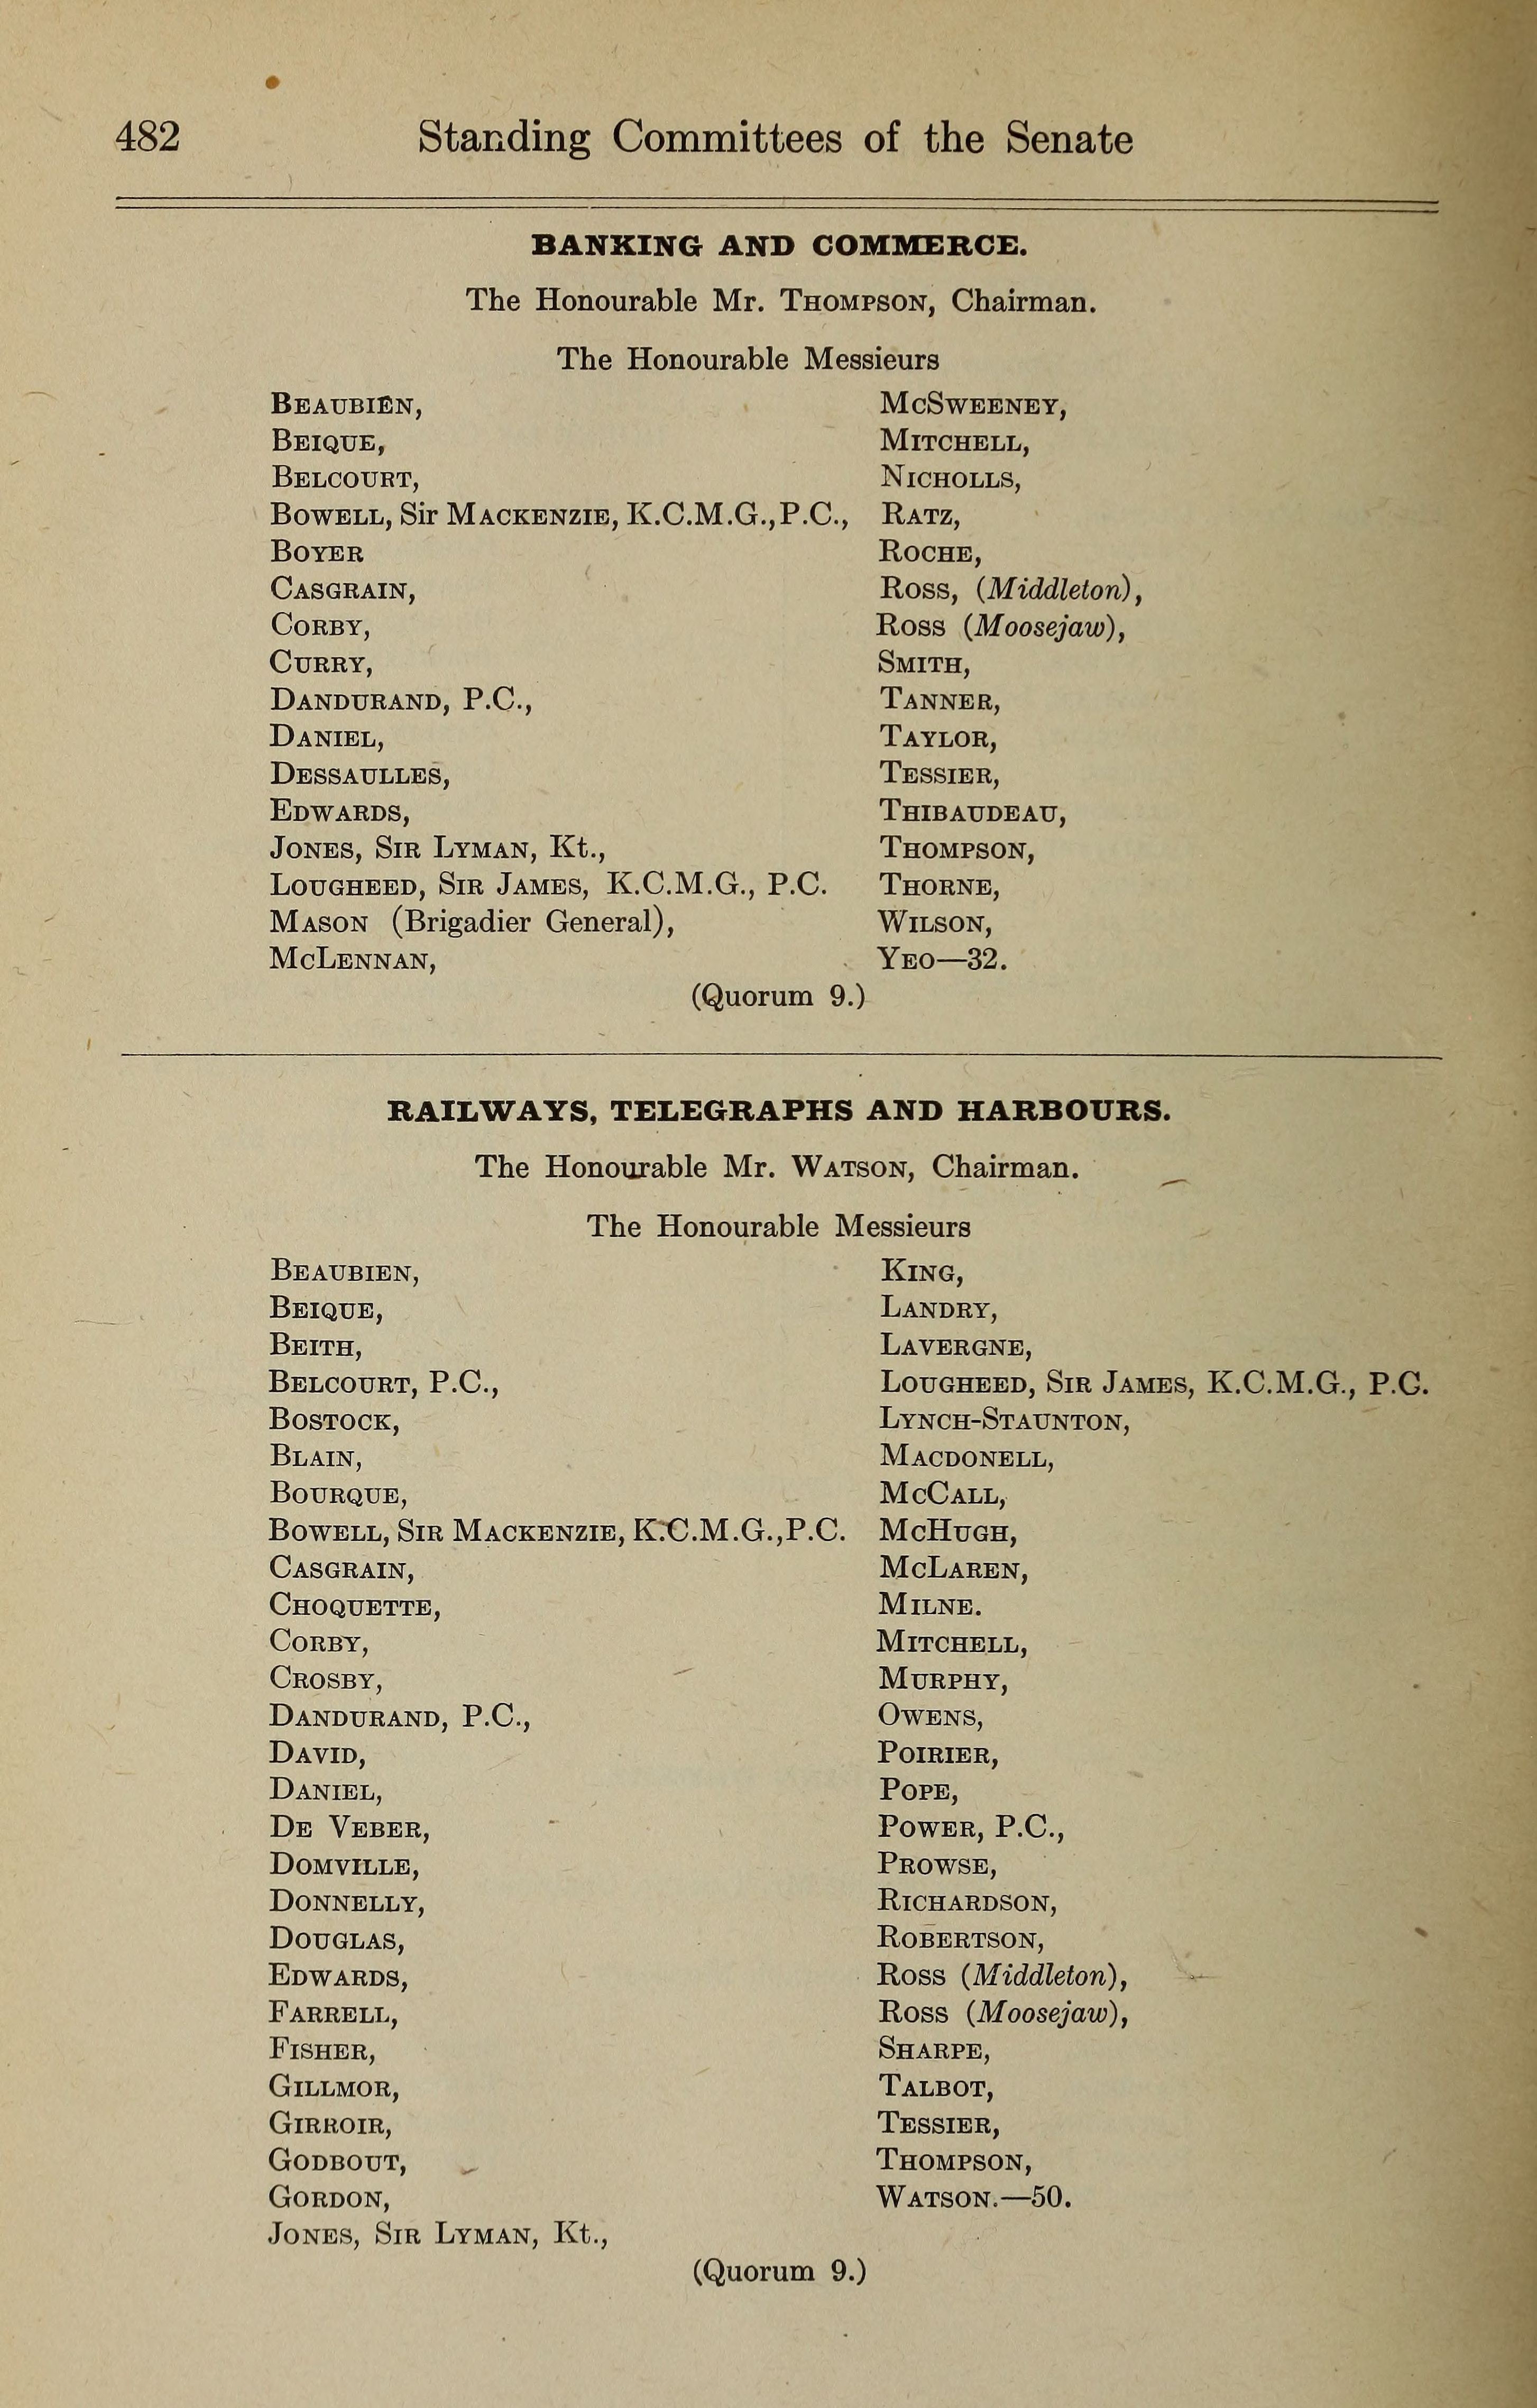 482 Standing Committees of the Senate
BANKING AND COMMERCE.
The Honourable Mr. THOMPSON, Chairman.
The Honourable Messieurs
BEAUBIEN,
BEIQUE,
BELCOURT,
BOWELL, Sir MACKENZIE, K.C.M.G., P.C.,
BOYER
CASGRAIN,
CORBY,
CURRY,
DANDURAND, P.C.,
DANIEL,
DESSAULLES,
EDWARDS,
JONES, SIR LYMAN, Kt.,
LOUGHEED, SIR JAMES, K.C.M.G., P.C.
MASON (Brigadier General),
MCLENNAN,
MCSWEENEY,
MITCHELL,
NICHOLLS,
RATZ,
ROCHE,
ROSS, (Middleton),
ROSS (Moosejaw),
SMITH,
TANNER,
TAYLOR,
TESSIER,
THIBAUDEAU,
THOMPSON,
THORNE,
WILSON,
YEO—32.
(Quorum 9.)
RAILWAYS, TELEGRAPHS AND HARBOURS.
The Honourable Mr. WATSON, Chairman.
The Honourable Messieurs
BEAUBIEN,
BEIQUE,
BEITH,
BELCOURT, P.C.,
BOSTOCK,
BLAIN,
BOURQUE,
BOWELL, SIR MACKENZIE, K.C.M.G., P.C.
CASGRAIN,
CHOQUETTE,
CORBY,
CROSBY,
DANDURAND, P.C.,
DAVID,
DANIEL,
DE VEBER,
DOMVILLE,
DONNELLY,
DOUGLAS,
EDWARDS,
FARRELL,
FISHER,
GILLMOR,
GIRROIR,
GODBOUT,
GORDON,
JONES, SIR LYMAN, Kt.,
KING,
LANDRY,
LAVERGNE,
LOUGHEED, SIR JAMES, K.C.M.G., P.C.
LYNCH-STAUNTON,
MACDONELL,
MCCALL,
MCHUGH,
MCLAREN,
MILNE.
MITCHELL,
MURPHY,
OWENS,
POIRIER,
POPE,
POWER, P.C.,
PROWSE,
RICHARDSON,
ROBERTSON,
ROSS (Middleton),
ROSS (Moosejaw),
SHARPE,
TALBOT,
TESSIER,
THOMPSON,
WATSON.—50.
(Quorum 9.)